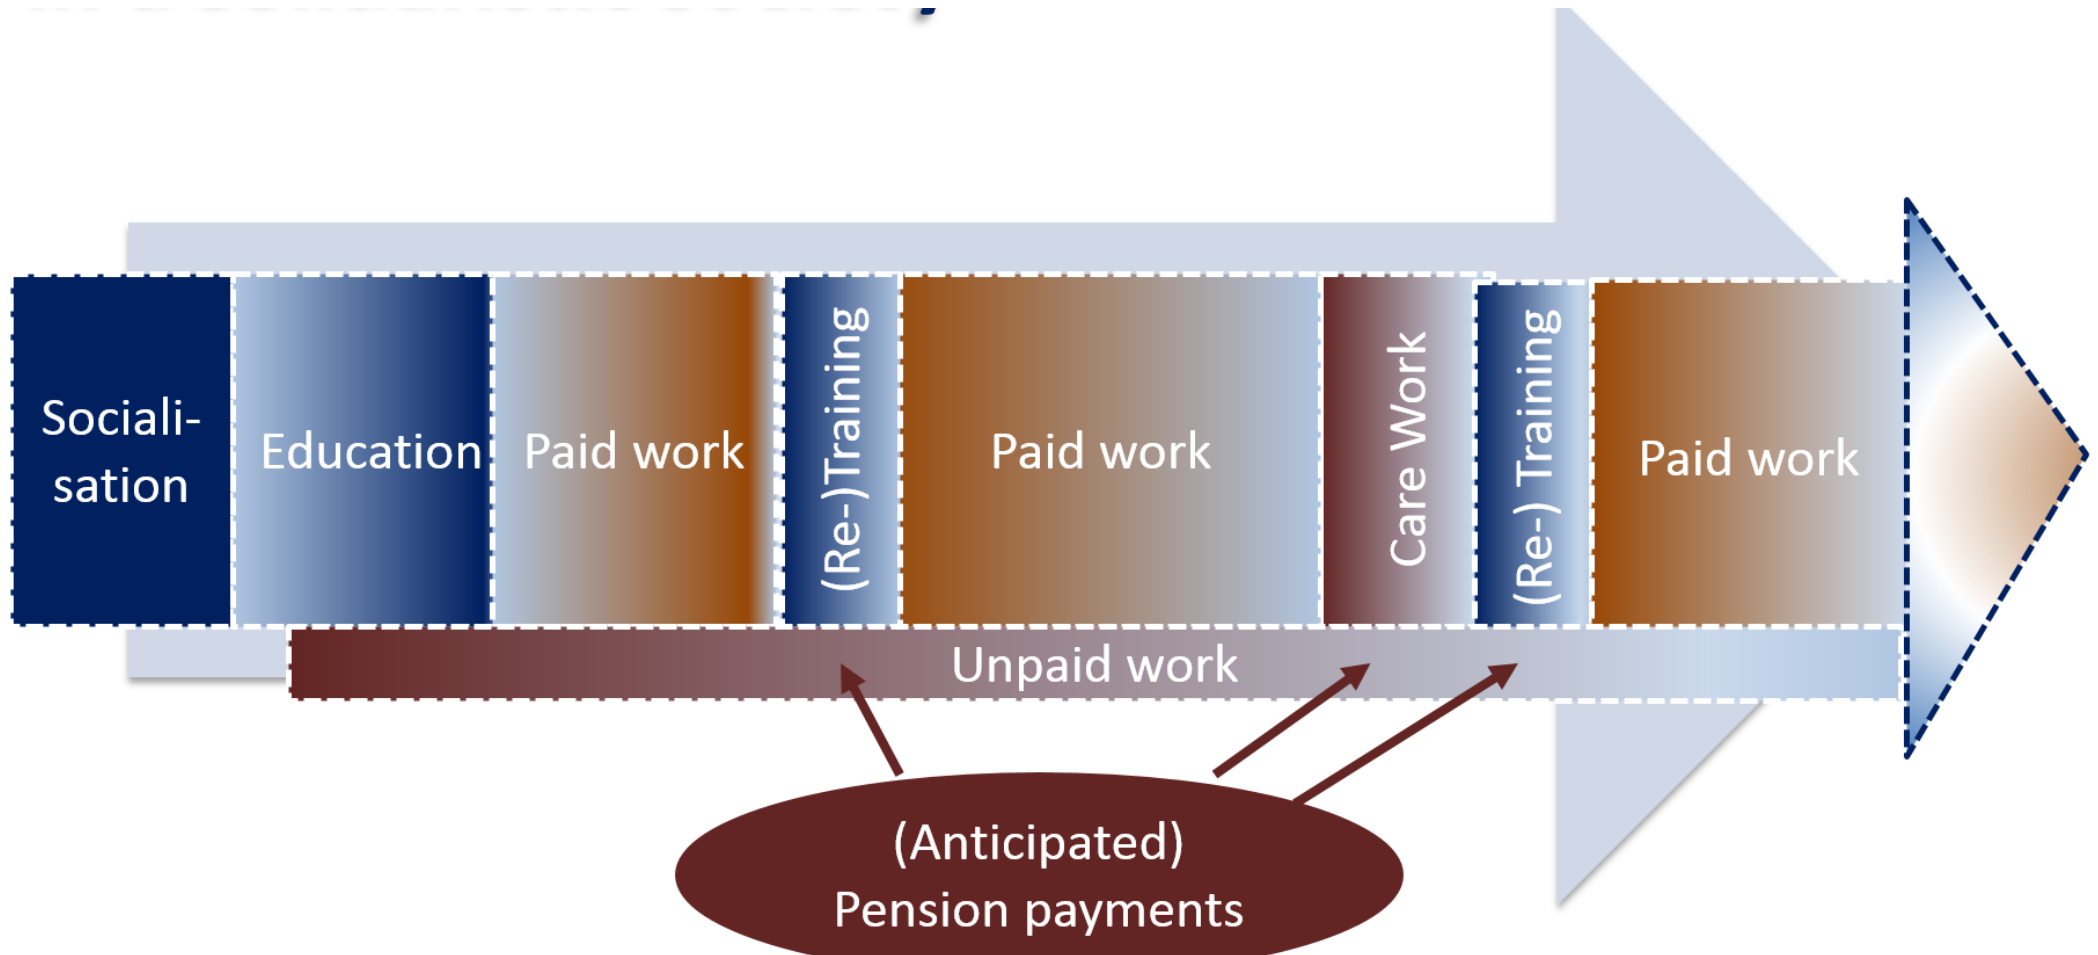 Sociali-
sation
Education
Paid work
(Re-)Training
Paid work
Care Work
(Re-) Training
Paid work
Unpaid work
(Anticipated)
Pension payments